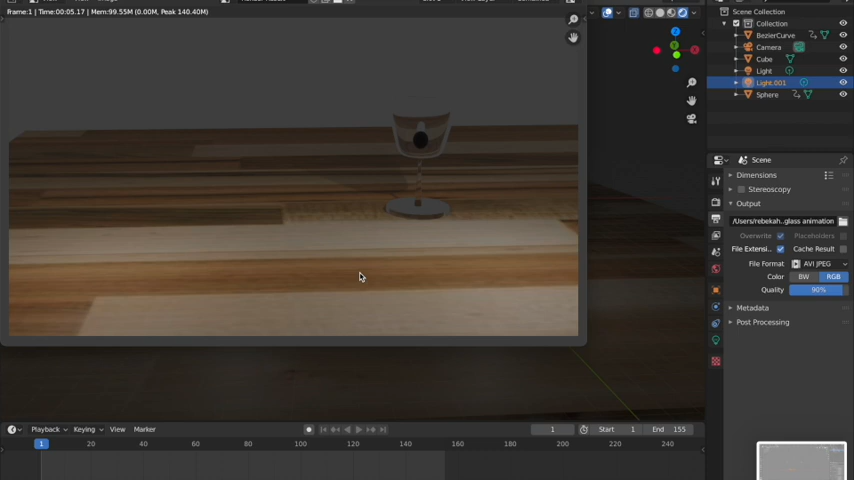 Frame:1 | Time:00:05.17 | Mem:99.55M (0.00M, Peak 140.40M)
Scene Collection
Collection
BezierCurve
Camera
Cube
Light
Light.001
Sphere
Scene
Dimensions
Stereoscopy
Output
/Users/rebekah..glass animation
Overwrite Placeholders
File Extensi.. Cache Result
File Format AVI JPEG
Color BW RGB
Quality 90%
Metadata
Post Processing
X
Y
Z
Playback Keying View Marker 1 Start 1 End 155
1 20 40 60 80 100 120 140 160 180 200 220 240